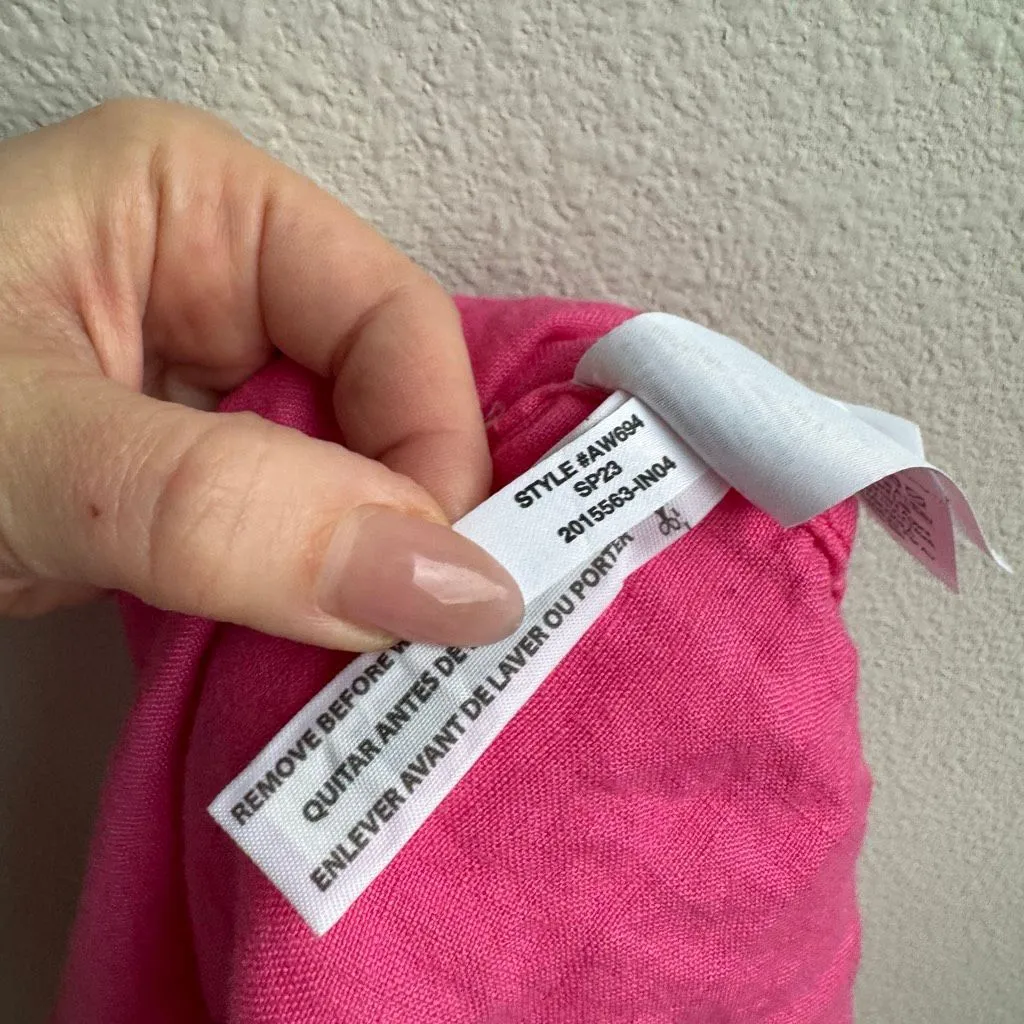 STYLE #AW694
SP23
2015563-IN04
REMOVE BEFORE
QUITAR ANTES DE
ENLEVER AVANT DE LAVER OU PORTER